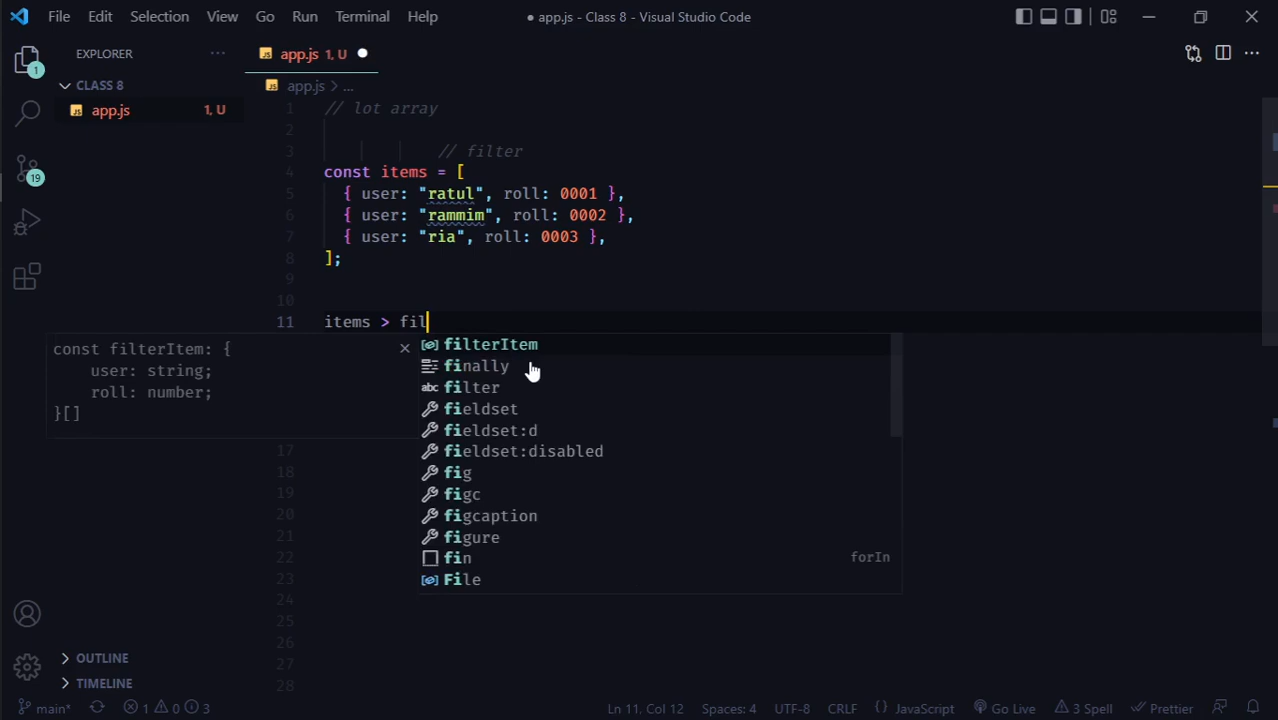 File Edit Selection View Go Run Terminal Help
● app.js - Class 8 - Visual Studio Code
EXPLORER ···
app.js 1, U
CLASS 8
app.js 1, U
app.js > ...
1 // lot array
2
3 // filter
4 const items = [
5 { user: "ratul", roll: 0001 },
6 { user: "rammim", roll: 0002 },
7 { user: "ria", roll: 0003 },
8 ];
9
10
11 items > fil
const filterItem: {
user: string;
roll: number;
}[]
filterItem
finally
filter
fieldset
fieldset:d
fieldset:disabled
fig
figc
figcaption
figure
fin forIn
File
17
18
19
20
21
22
23
24
25
26
27
28
1
19
OUTLINE
TIMELINE
main* 1 0 3 Ln 11, Col 12 Spaces: 4 UTF-8 CRLF {} JavaScript Go Live 3 Spell Prettier